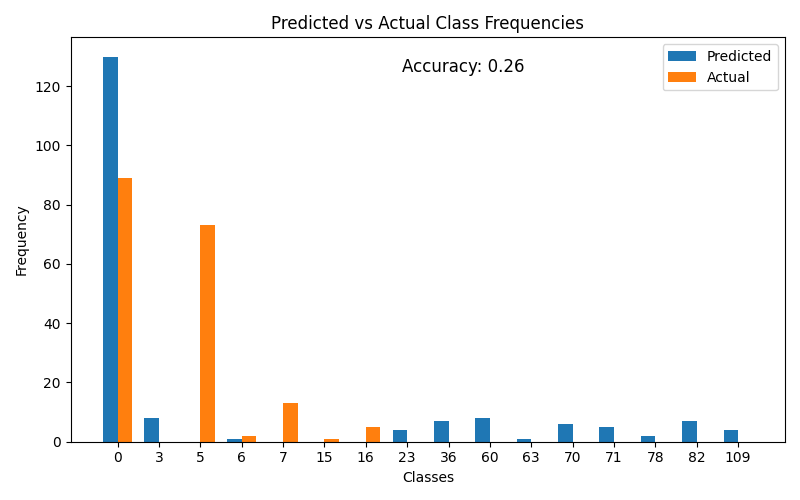 Predicted vs Actual Class Frequencies
Accuracy: 0.26
Predicted
Actual
Frequency
120
100
80
60
40
20
0
0 3 5 6 7 15 16 23 36 60 63 70 71 78 82 109
Classes